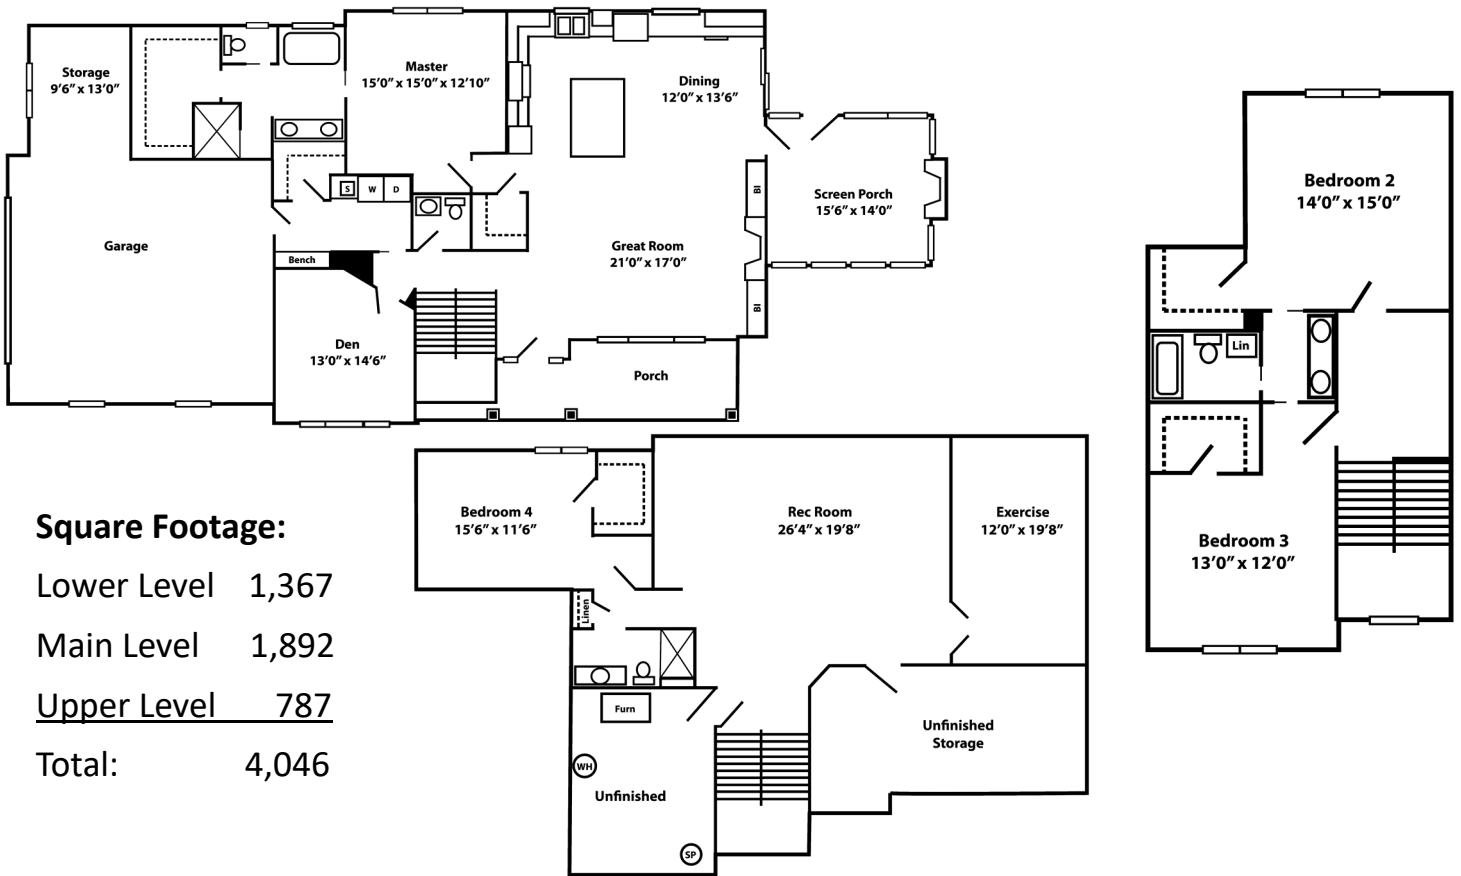 Storage
9'6" x 13'0"
Master
15'0" x 15'0" x 12'10"
Dining
12'0" x 13'6"
S
W
D
BI
Screen Porch
15'6" x 14'0"
Garage
Bench
Great Room
21'0" x 17'0"
BI
Den
13'0" x 14'6"
Porch
Bedroom 2
14'0" x 15'0"
Lin
Bedroom 3
13'0" x 12'0"
Bedroom 4
15'6" x 11'6"
Rec Room
26'4" x 19'8"
Exercise
12'0" x 19'8"
Linen
Furn
WH
Unfinished
SP
Unfinished
Storage
Square Footage:
Lower Level 1,367
Main Level 1,892
Upper Level 787
Total: 4,046